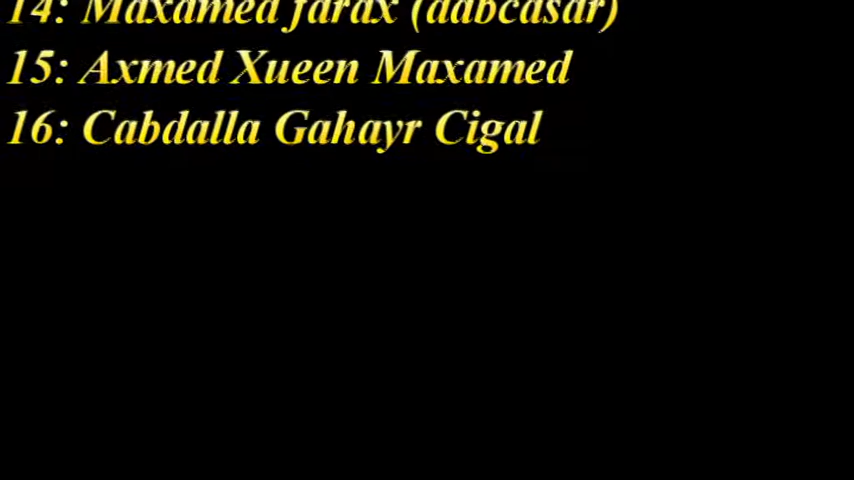 14: Maxamed farax (dabcasar)
15: Axmed Xueen Maxamed
16: Cabdalla Gahayr Cigal